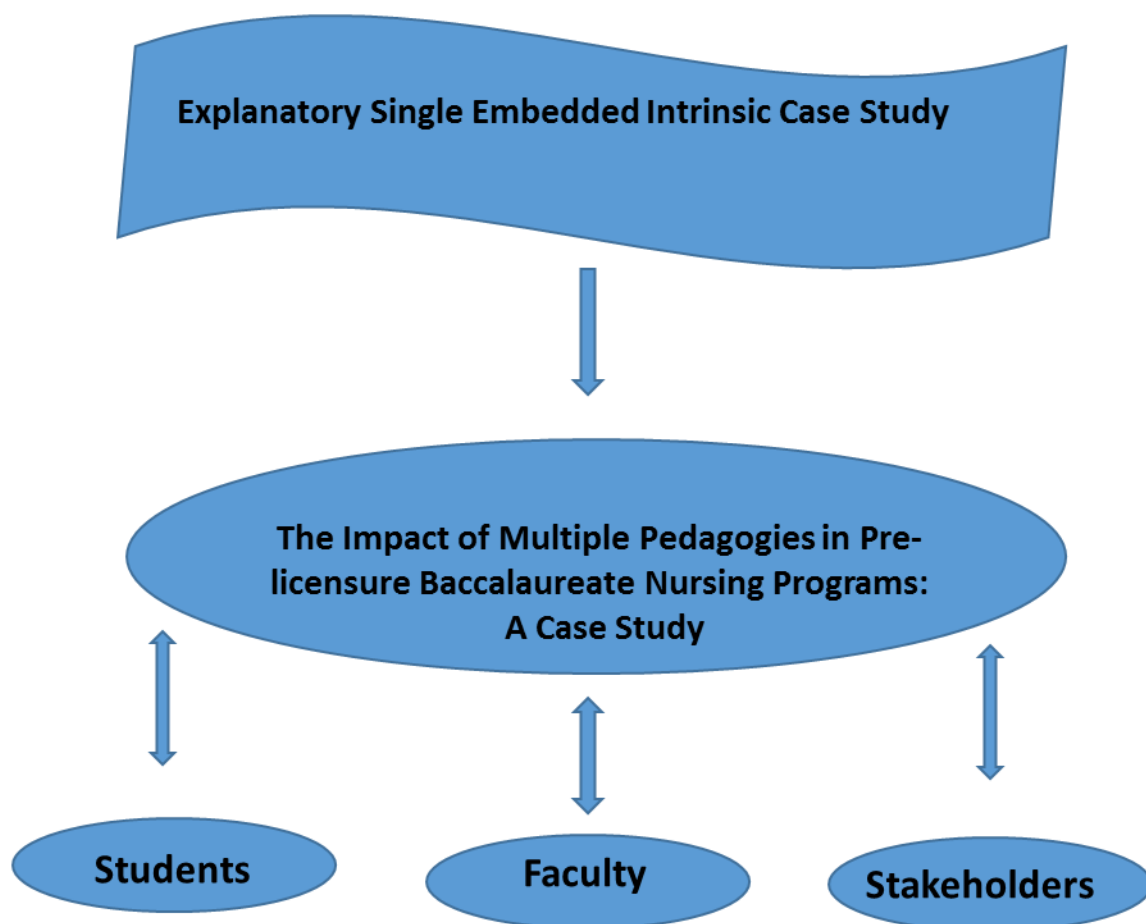 Explanatory Single Embedded Intrinsic Case Study
The Impact of Multiple Pedagogies in Pre-
licensure Baccalaureate Nursing Programs:
A Case Study
Students
Faculty
Stakeholders